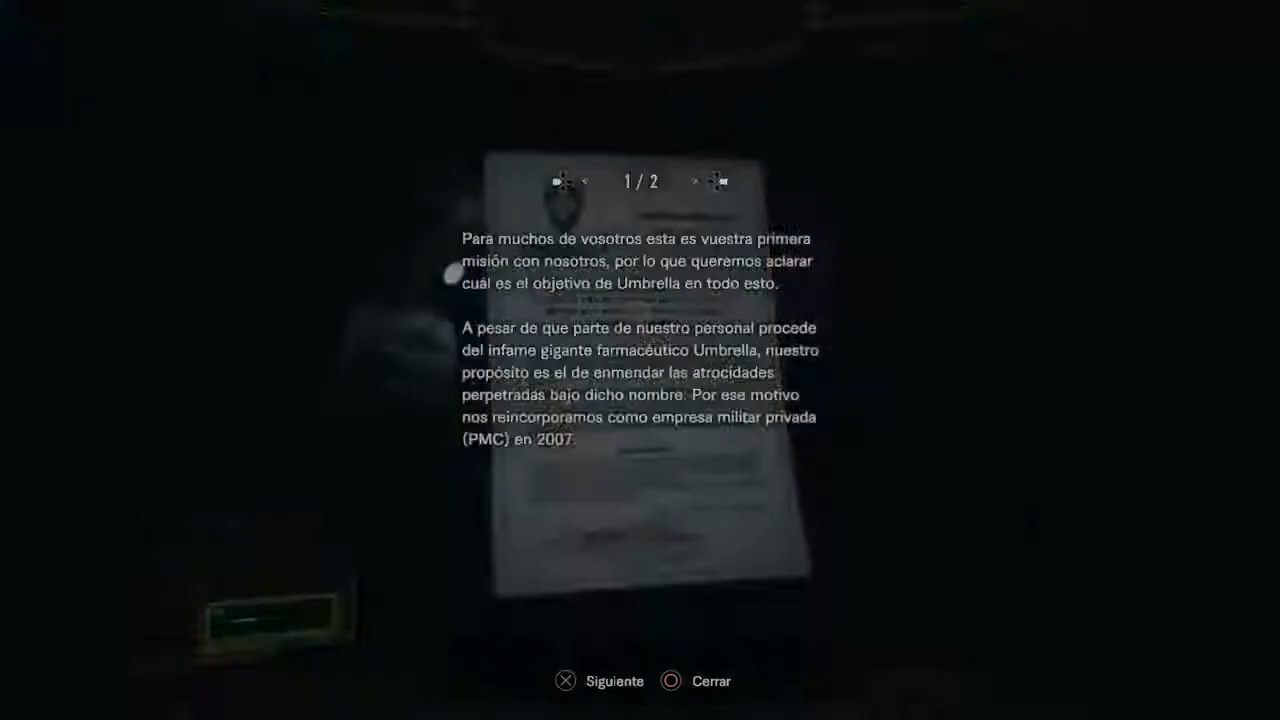 1 / 2
Para muchos de vosotros esta es vuestra primera
misión con nosotros, por lo que queremos aclarar
cuál es el objetivo de Umbrella en todo esto.
A pesar de que parte de nuestro personal procede
del infame gigante farmacéutico Umbrella, nuestro
propósito es el de enmendar las atrocidades
perpetradas bajo dicho nombre. Por ese motivo
nos reincorporamos como empresa militar privada
(PMC) en 2007.
Siguiente Cerrar